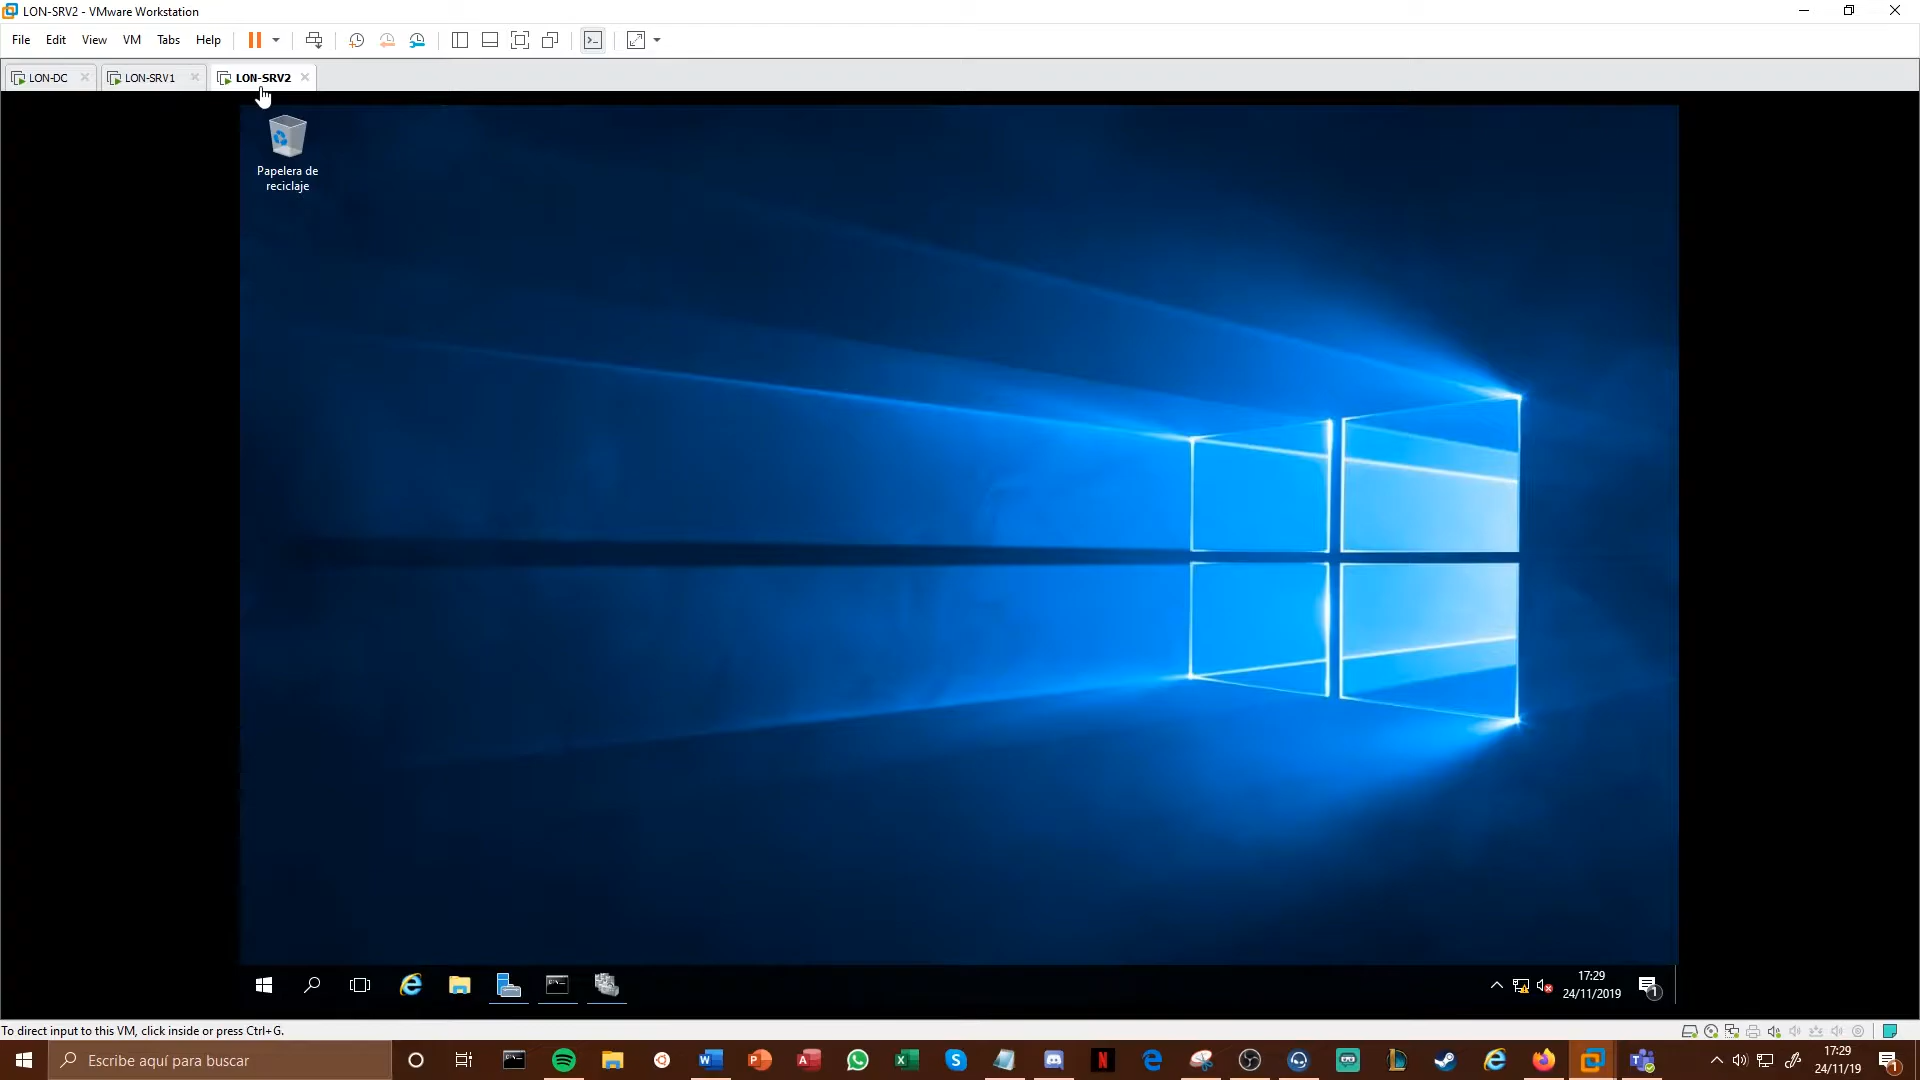 LON-SRV2 - VMware Workstation
File Edit View VM Tabs Help
LON-DC LON-SRV1 LON-SRV2
Papelera de
reciclaje
17:29
24/11/2019
1
To direct input to this VM, click inside or press Ctrl+G.
Escribe aquí para buscar
17:29
24/11/19
1